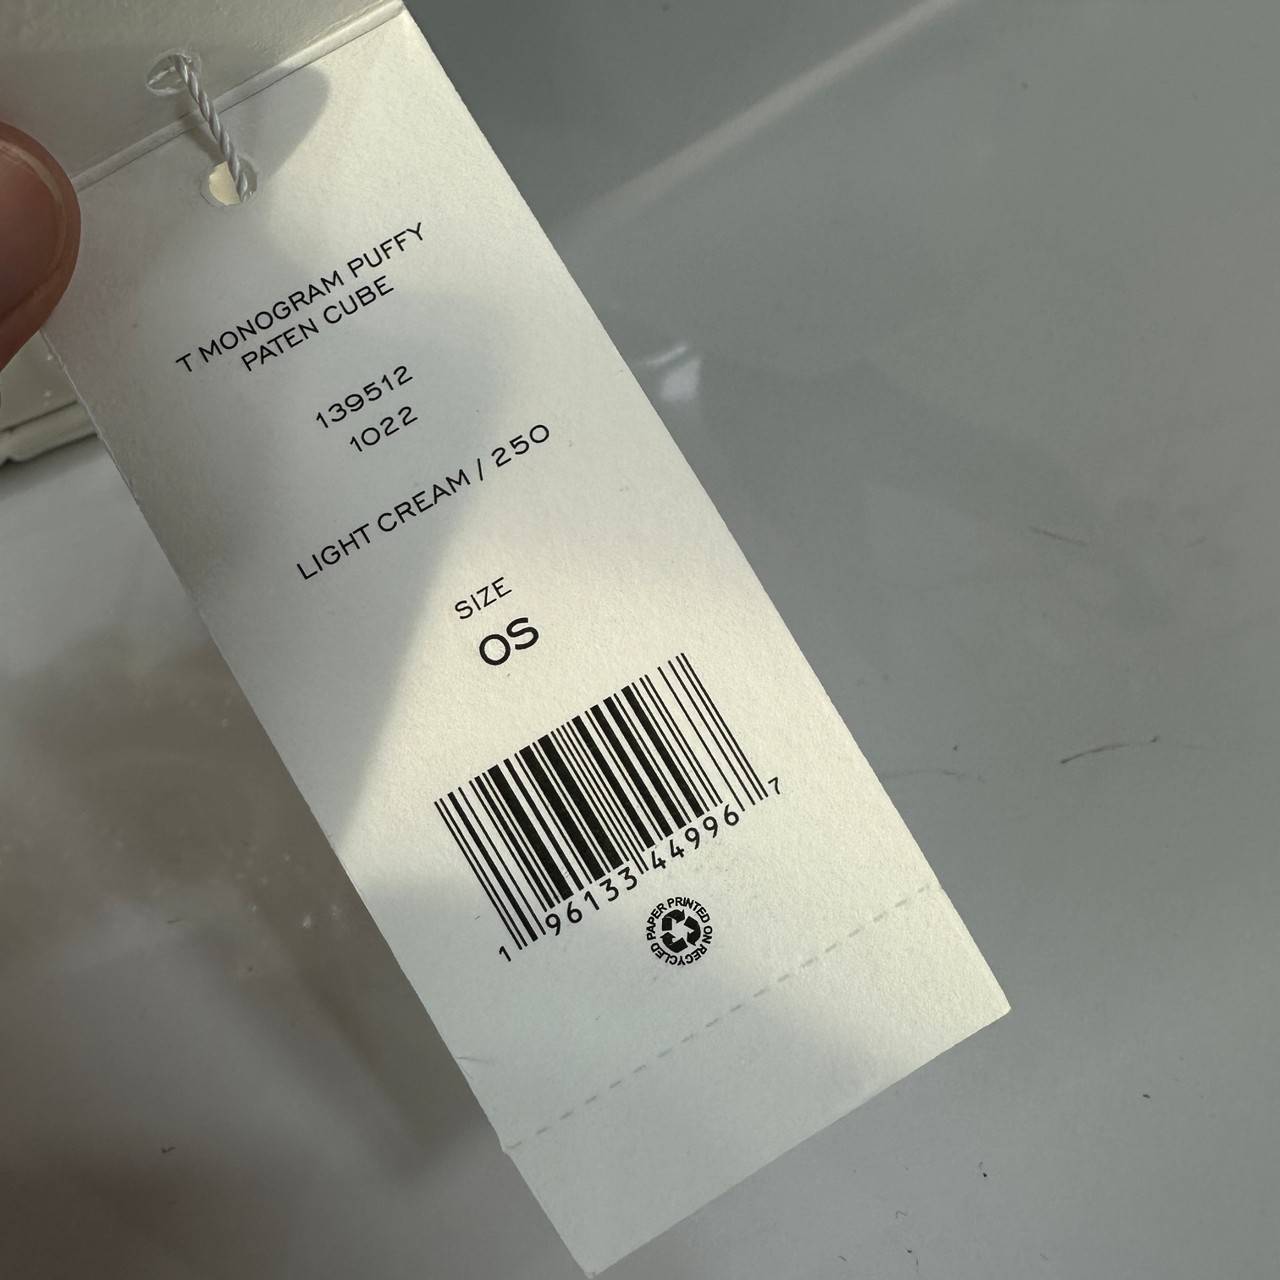 T MONOGRAM PUFFY
PATEN CUBE
139512
1022
LIGHT CREAM / 250
SIZE
OS
1 96133 44996 7
PAPER PRINTED ON RECYCLED